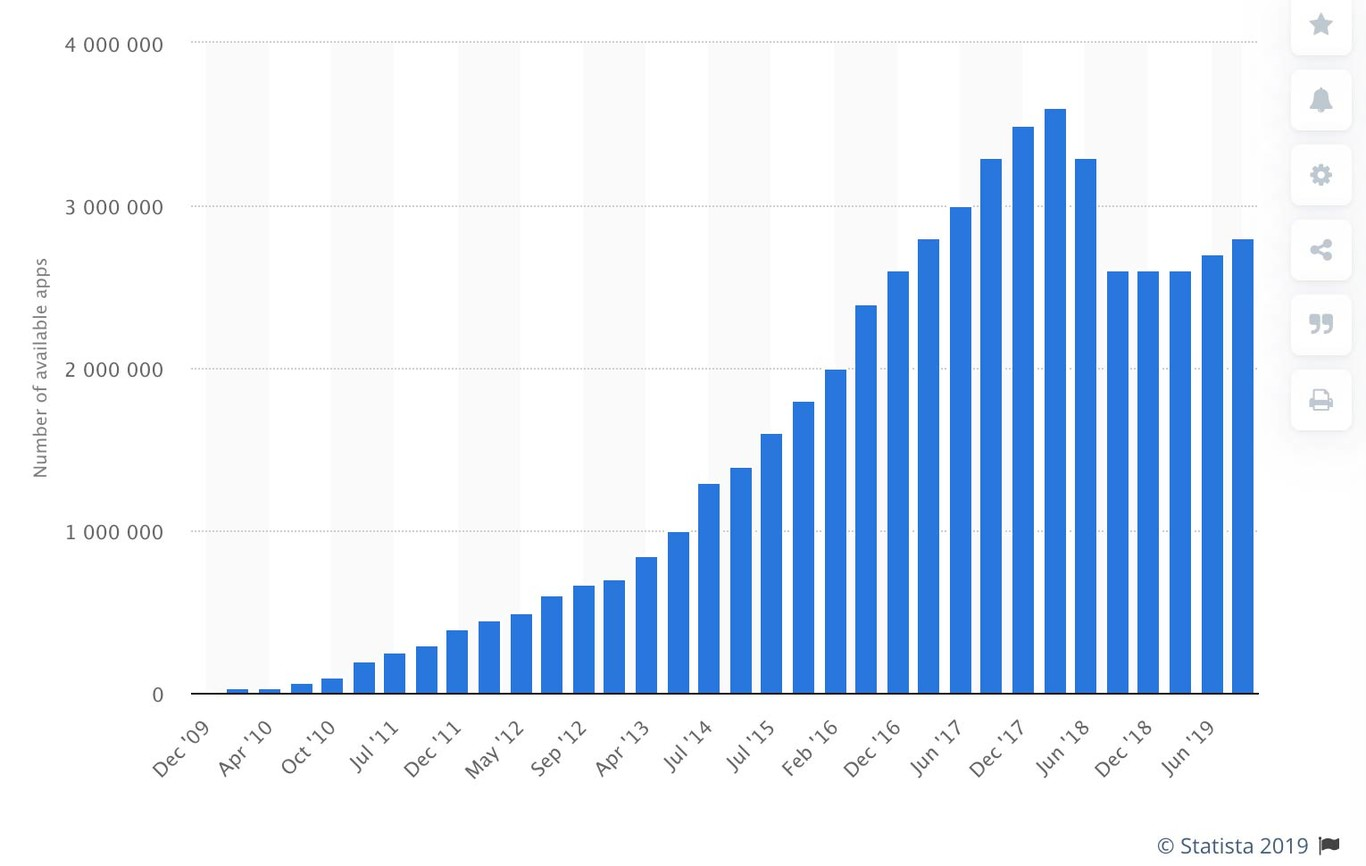 4 000 000
3 000 000
2 000 000
1 000 000
0
Number of available apps
Dec '09
Apr '10
Oct '10
Jul '11
Dec '11
May '12
Sep '12
Apr '13
Jul '14
Jul '15
Feb '16
Dec '16
Jun '17
Dec '17
Jun '18
Dec '18
Jun '19
© Statista 2019